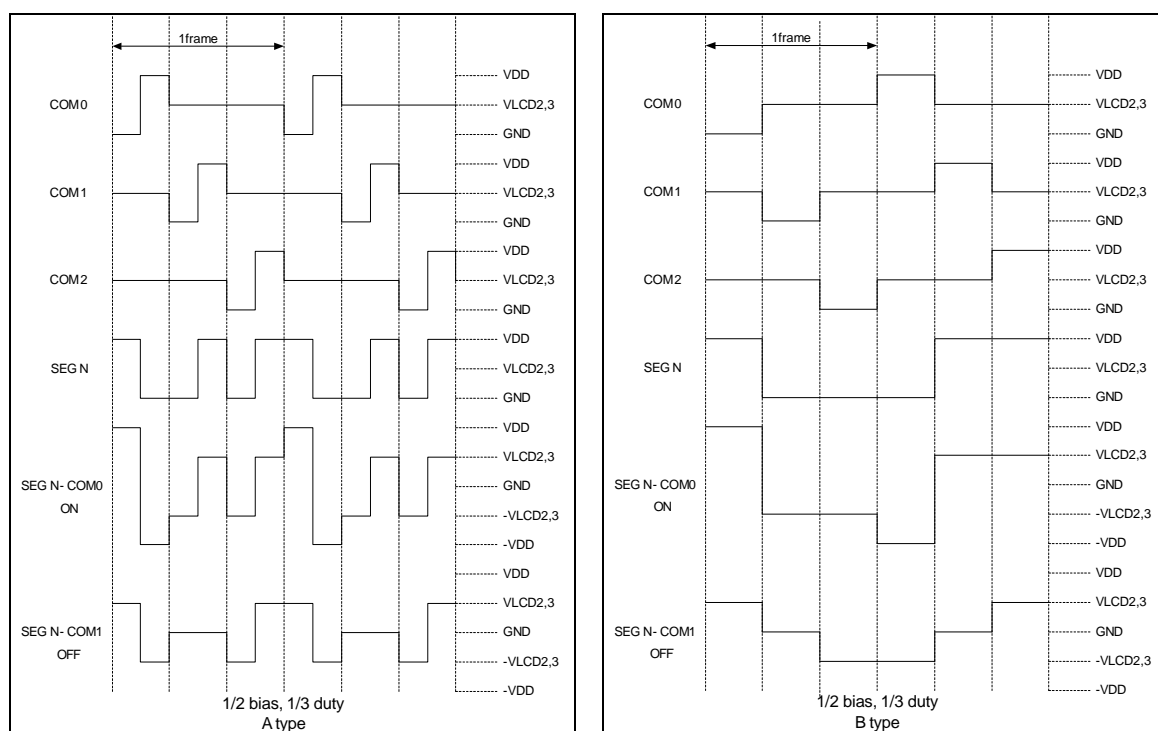 1frame
COM0
VDD
VLCD2,3
GND
COM1
VDD
VLCD2,3
GND
COM2
VDD
VLCD2,3
GND
SEG N
VDD
VLCD2,3
GND
SEG N- COM0
ON
VDD
VLCD2,3
GND
-VLCD2,3
-VDD
SEG N- COM1
OFF
VDD
VLCD2,3
GND
-VLCD2,3
-VDD
1/2 bias, 1/3 duty
A type
1frame
COM0
VDD
VLCD2,3
GND
COM1
VDD
VLCD2,3
GND
COM2
VDD
VLCD2,3
GND
SEG N
VDD
VLCD2,3
GND
SEG N- COM0
ON
VDD
VLCD2,3
GND
-VLCD2,3
-VDD
SEG N- COM1
OFF
VDD
VLCD2,3
GND
-VLCD2,3
-VDD
1/2 bias, 1/3 duty
B type